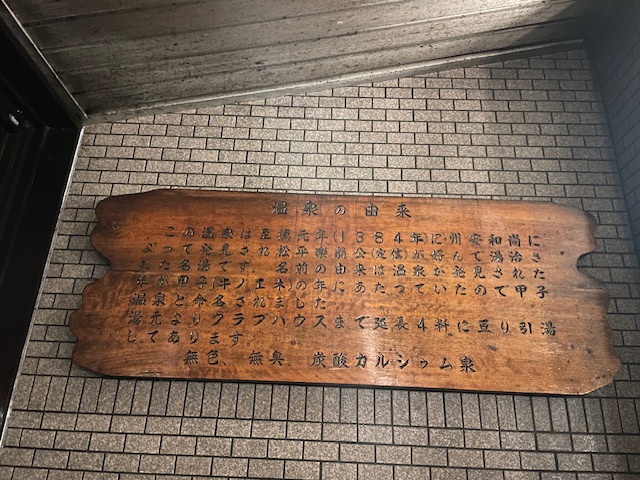 温泉の由来
この温泉は至徳元年(1384年)に州安和尚に
よって発見され松平楽翁公(定信)が好んで湯治さ
れた名湯です。名前の由来は温泉が発見された
年が甲子(キノエネ)の年にあたっていたので甲子
温泉と命名されました。
湯元よりクラブハウスまで延長4粁に亘り引湯
してあります。
無色、無臭、炭酸カルシゥム泉